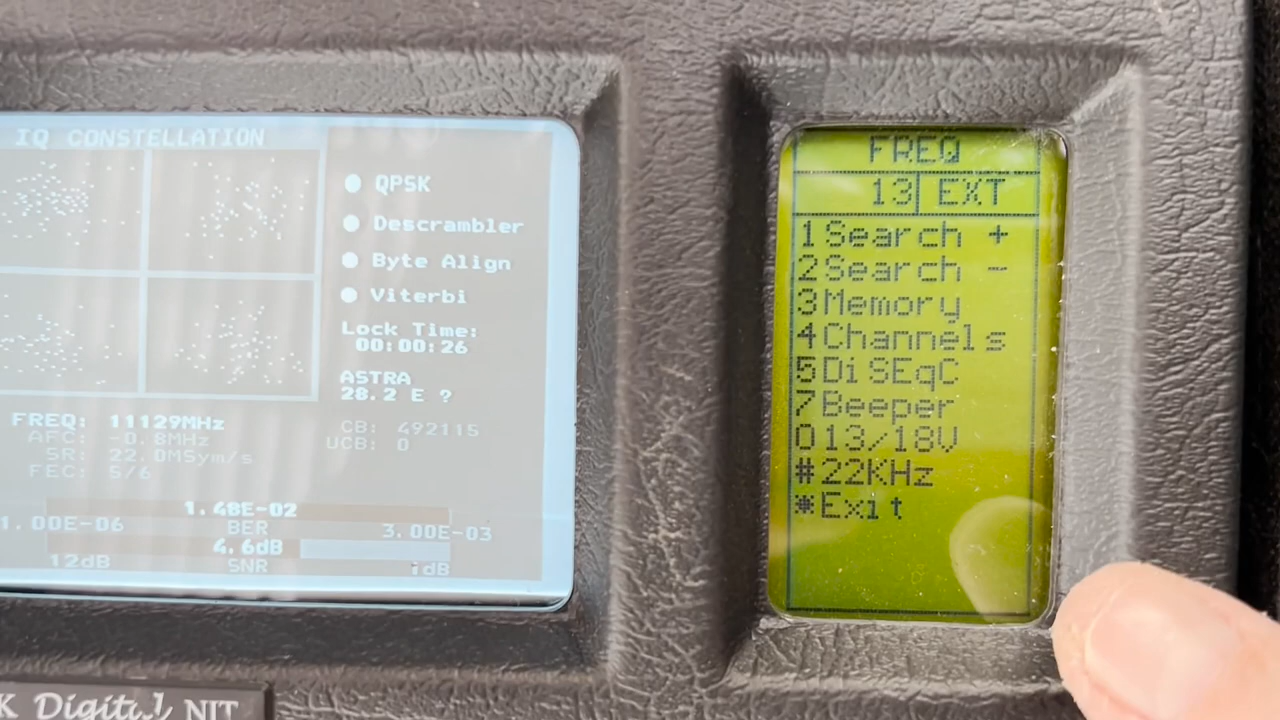 IQ CONSTELLATION
QPSK
Descrambler
Byte Align
Viterbi
Lock Time:
00:00:26
ASTRA
28.2 E ?
FREQ: 11129MHz
AFC: -0.8MHz
SR: 22.0MSym/s
FEC: 5/6
CB: 492115
UCB: 0
1.48E-02
1.00E-06 BER 3.00E-03
4.6dB
12dB SNR 1dB
K Digital NIT
FREQ
13 EXT
1Search +
2Search -
3Memory
4Channels
5DiSEqC
7Beeper
013/18V
#22KHz
*Exit